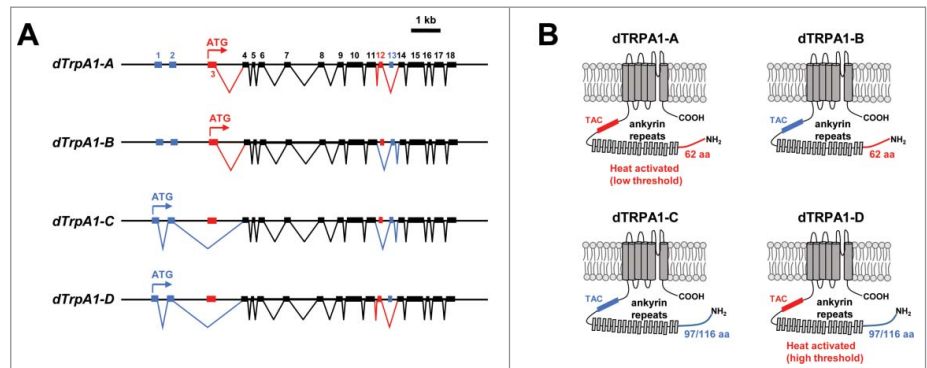 A
1 kb
ATG
1 2 3 4 5 6 7 8 9 10 11 12 13 14 15 16 17 18
dTrpA1-A
ATG
dTrpA1-B
ATG
dTrpA1-C
ATG
dTrpA1-D
B
dTRPA1-A
TAC
ankyrin
repeats
COOH
NH2
62 aa
Heat activated
(low threshold)
dTRPA1-B
TAC
ankyrin
repeats
COOH
NH2
62 aa
dTRPA1-C
TAC
ankyrin
repeats
COOH
NH2
97/116 aa
dTRPA1-D
TAC
ankyrin
repeats
COOH
NH2
97/116 aa
Heat activated
(high threshold)